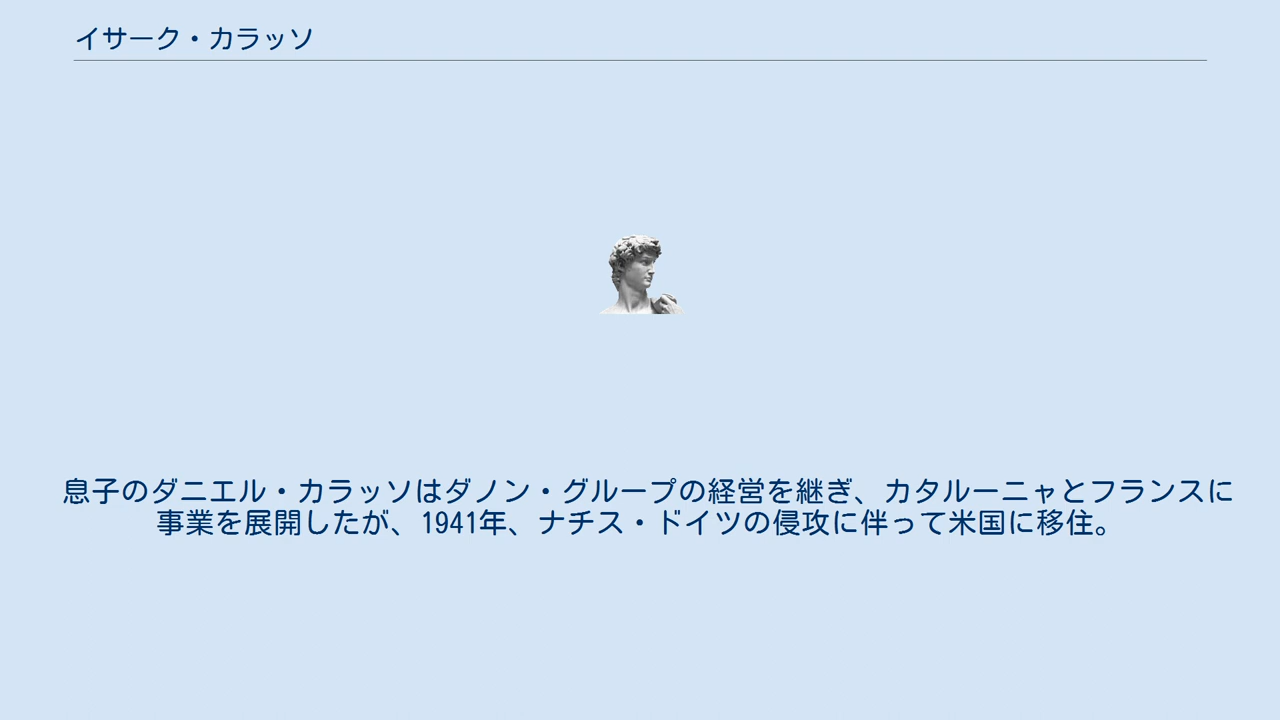 イサーク・カラッソ
息子のダニエル・カラッソはダノン・グループの経営を継ぎ、カタルーニャとフランスに
事業を展開したが、1941年、ナチス・ドイツの侵攻に伴って米国に移住。